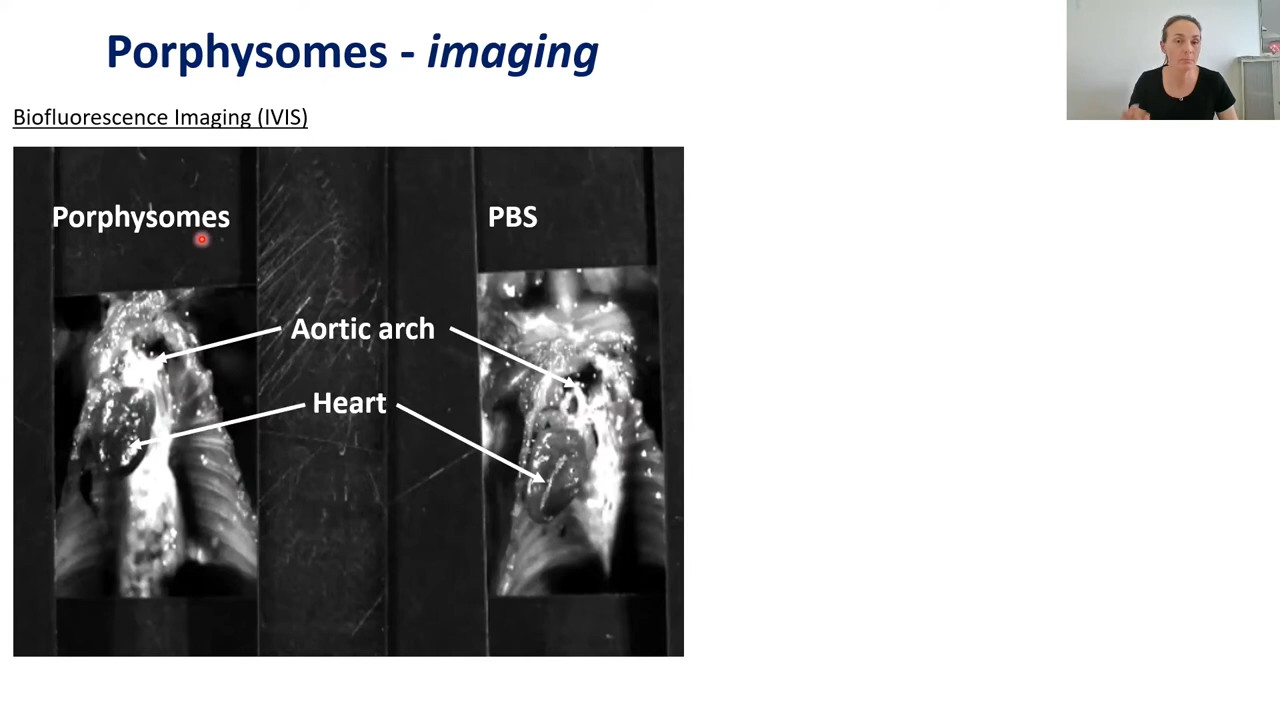 Porphysomes - imaging
Biofluorescence Imaging (IVIS)
Porphysomes
PBS
Aortic arch
Heart